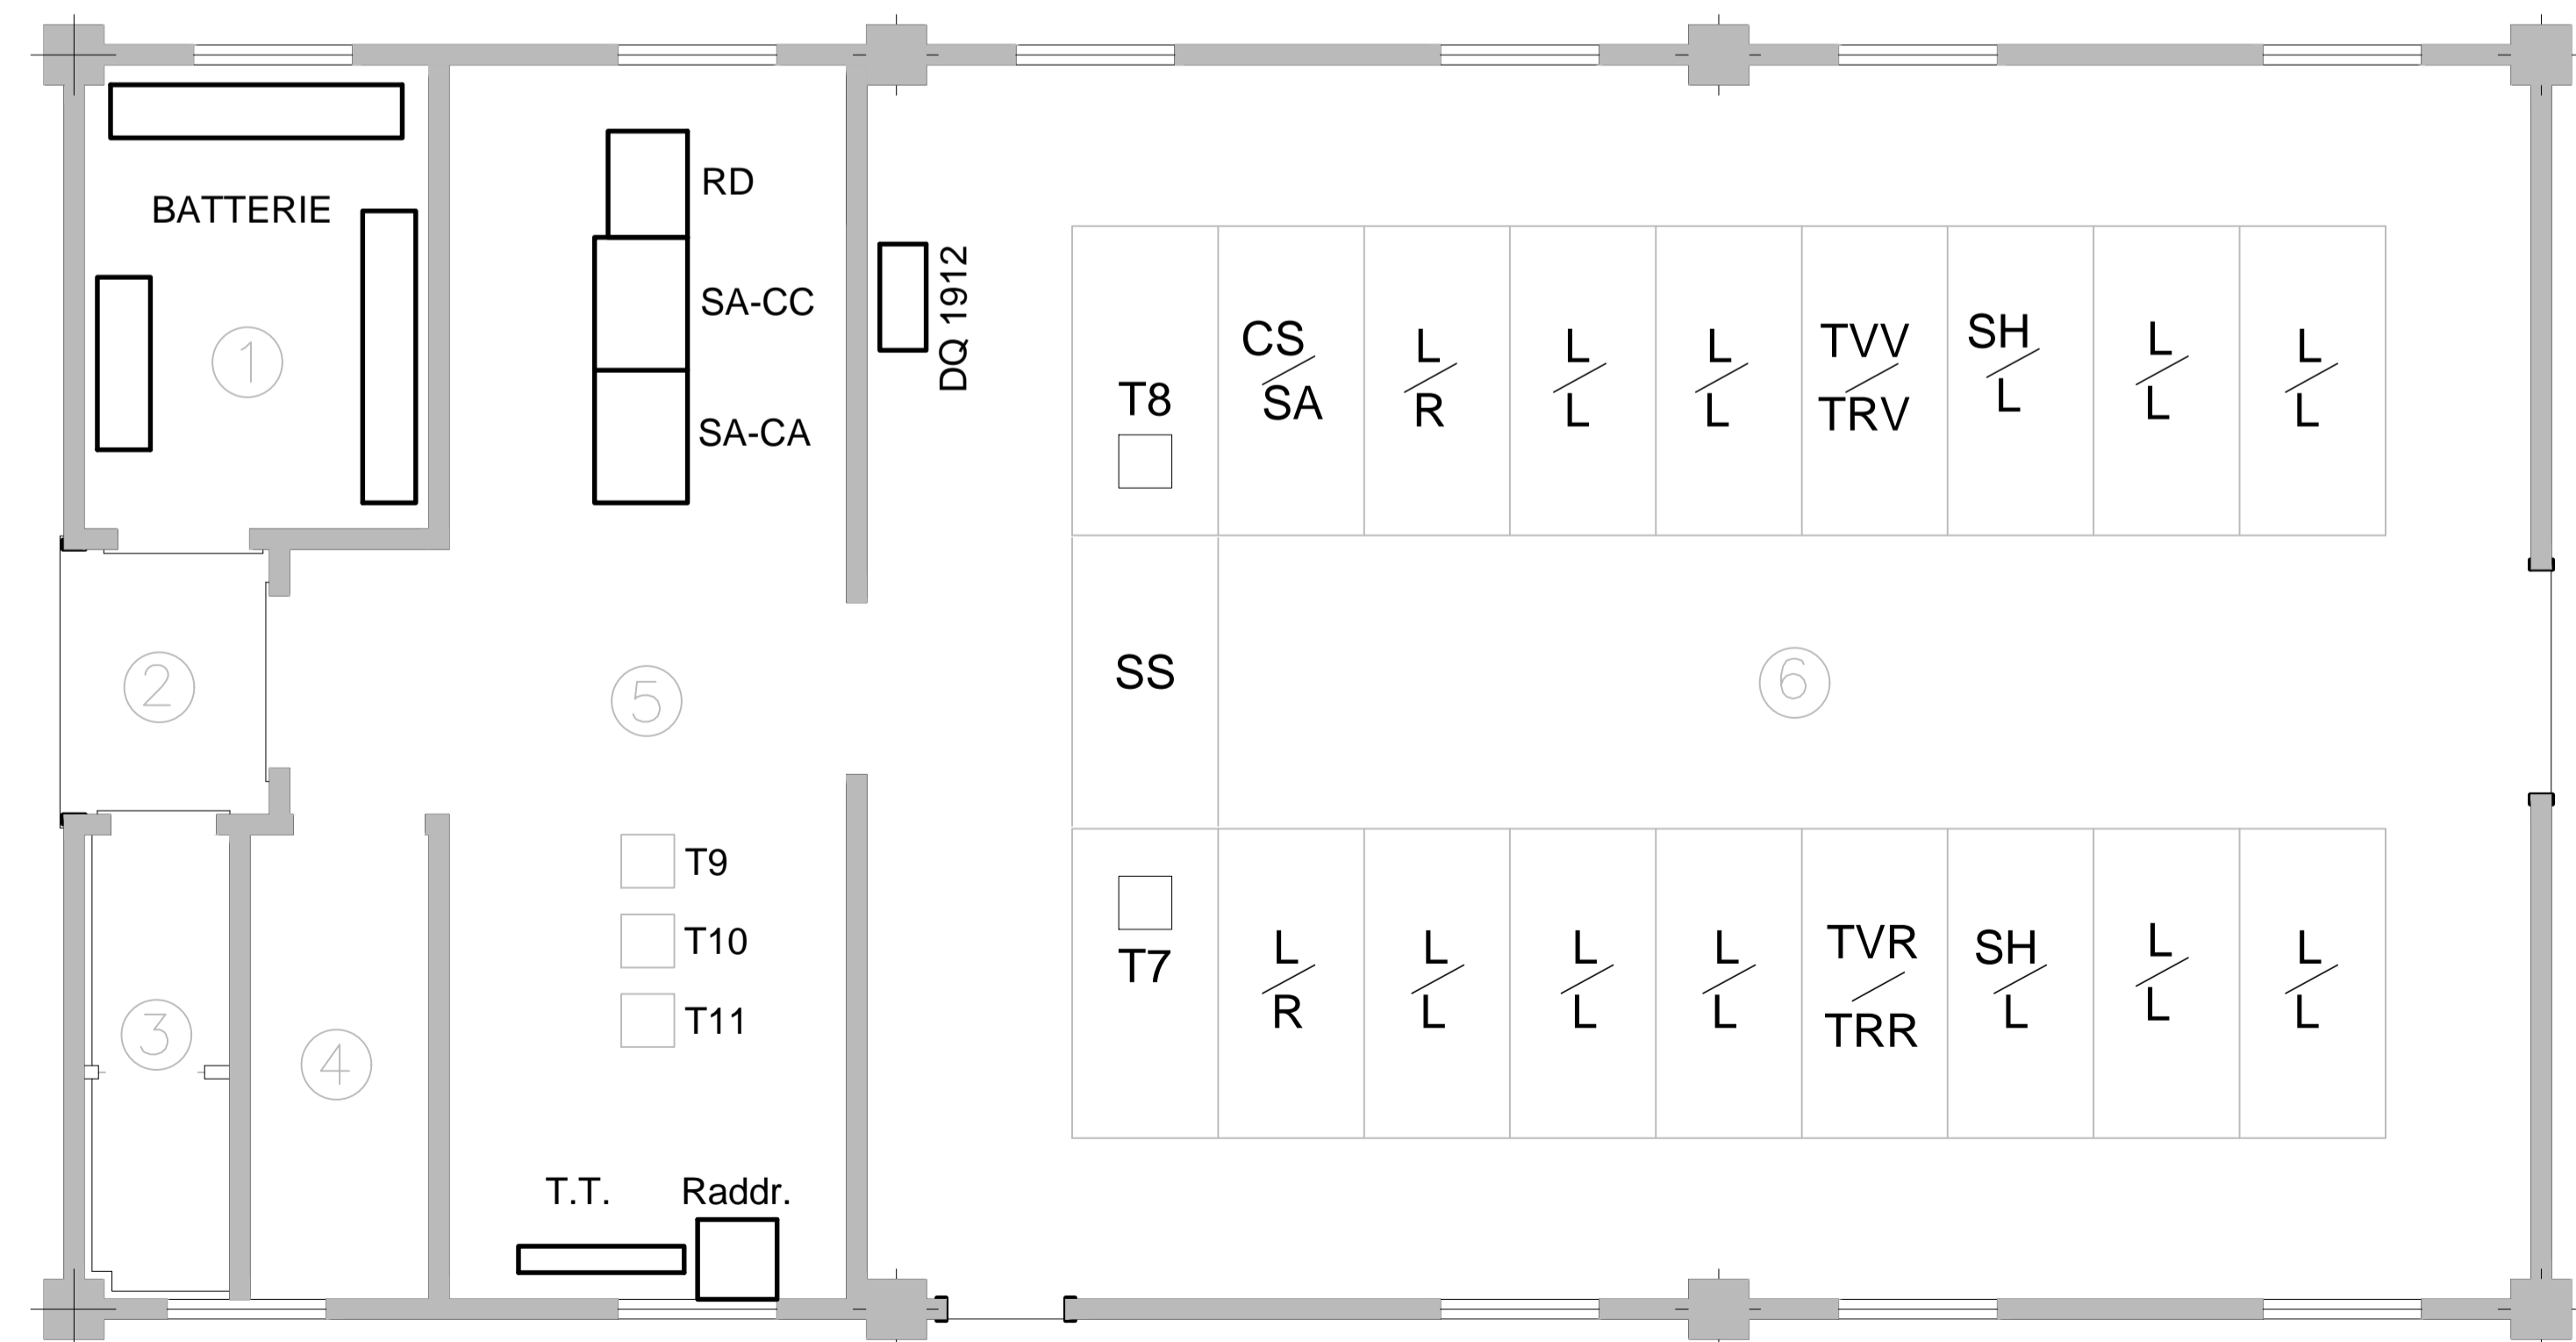 BATTERIE
1
2
3
4
RD
SA-CC
SA-CA
5
T9
T10
T11
T.T.
Raddr.
DQ 1912
T8
CS / SA
L / R
L / L
L / L
TVV / TRV
SH / L
L / L
L / L
SS
6
T7
L / R
L / L
L / L
L / L
TVR / TRR
SH / L
L / L
L / L